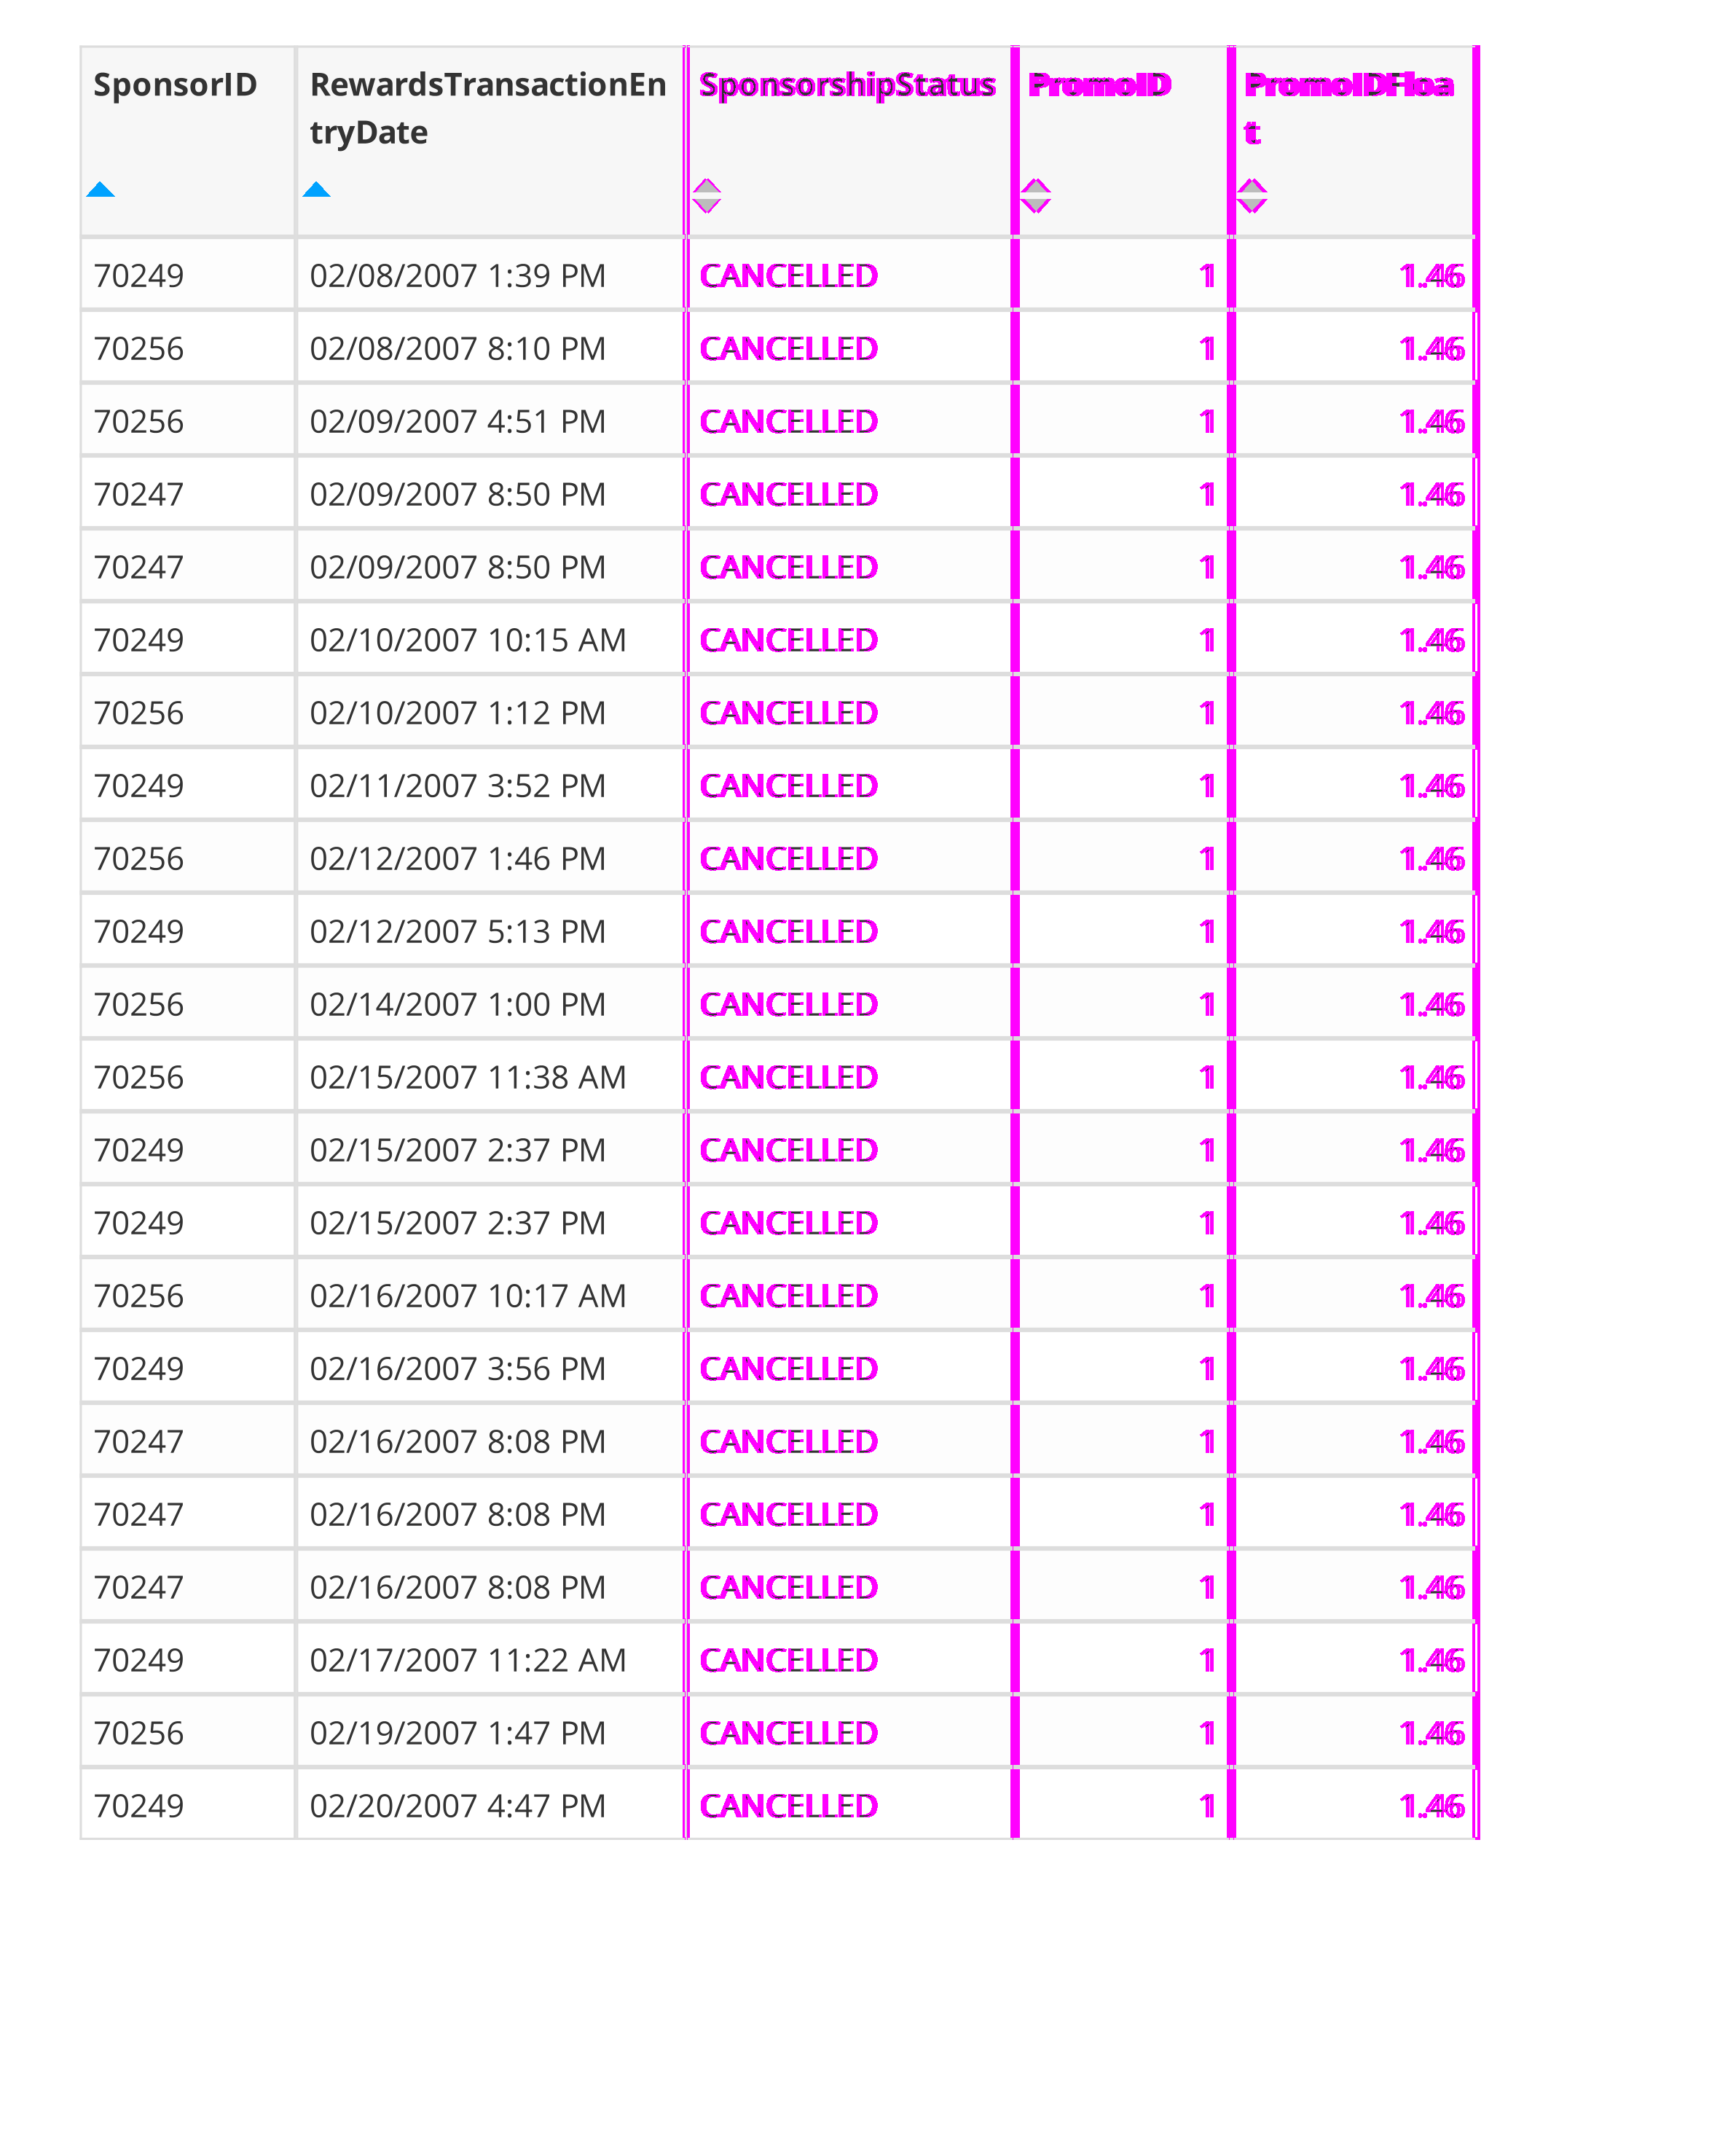 SponsorID RewardsTransactionEn SponsorshipStatus PromoID PromoIDFloa
tryDate t
70249 02/08/2007 1:39 PM CANCELLED 1 1.46
70256 02/08/2007 8:10 PM CANCELLED 1 1.46
70256 02/09/2007 4:51 PM CANCELLED 1 1.46
70247 02/09/2007 8:50 PM CANCELLED 1 1.46
70247 02/09/2007 8:50 PM CANCELLED 1 1.46
70249 02/10/2007 10:15 AM CANCELLED 1 1.46
70256 02/10/2007 1:12 PM CANCELLED 1 1.46
70249 02/11/2007 3:52 PM CANCELLED 1 1.46
70256 02/12/2007 1:46 PM CANCELLED 1 1.46
70249 02/12/2007 5:13 PM CANCELLED 1 1.46
70256 02/14/2007 1:00 PM CANCELLED 1 1.46
70256 02/15/2007 11:38 AM CANCELLED 1 1.46
70249 02/15/2007 2:37 PM CANCELLED 1 1.46
70249 02/15/2007 2:37 PM CANCELLED 1 1.46
70256 02/16/2007 10:17 AM CANCELLED 1 1.46
70249 02/16/2007 3:56 PM CANCELLED 1 1.46
70247 02/16/2007 8:08 PM CANCELLED 1 1.46
70247 02/16/2007 8:08 PM CANCELLED 1 1.46
70247 02/16/2007 8:08 PM CANCELLED 1 1.46
70249 02/17/2007 11:22 AM CANCELLED 1 1.46
70256 02/19/2007 1:47 PM CANCELLED 1 1.46
70249 02/20/2007 4:47 PM CANCELLED 1 1.46